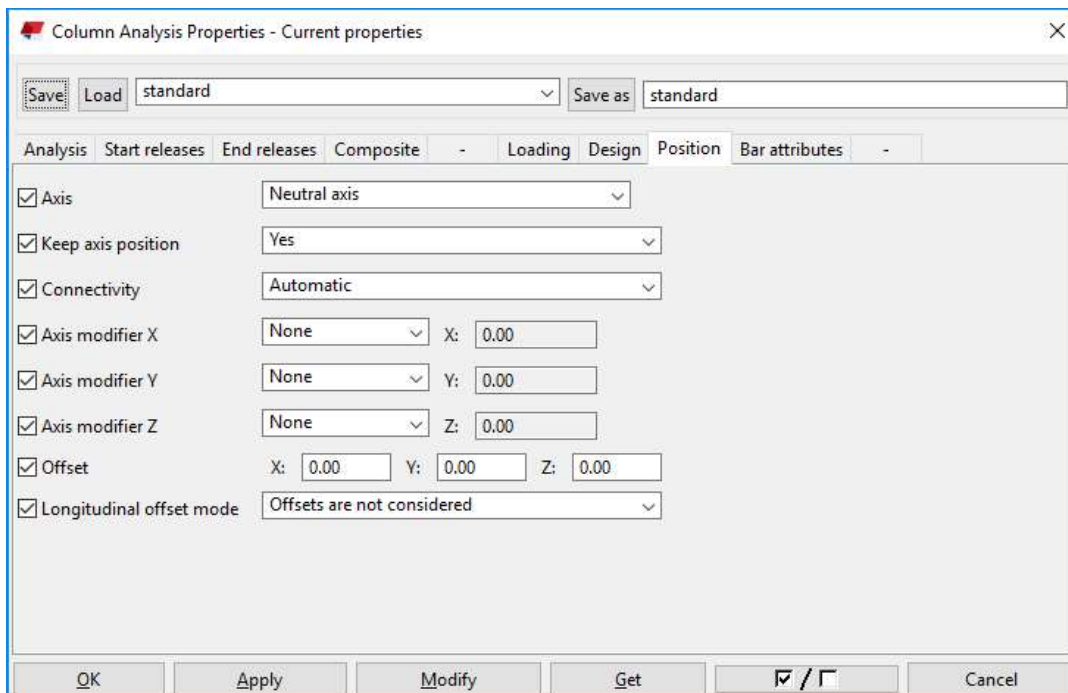 Column Analysis Properties - Current properties
Save Load standard Save as standard
Analysis Start releases End releases Composite - Loading Design Position Bar attributes -
Axis Neutral axis
Keep axis position Yes
Connectivity Automatic
Axis modifier X None X: 0.00
Axis modifier Y None Y: 0.00
Axis modifier Z None Z: 0.00
Offset X: 0.00 Y: 0.00 Z: 0.00
Longitudinal offset mode Offsets are not considered
OK Apply Modify Get / Cancel